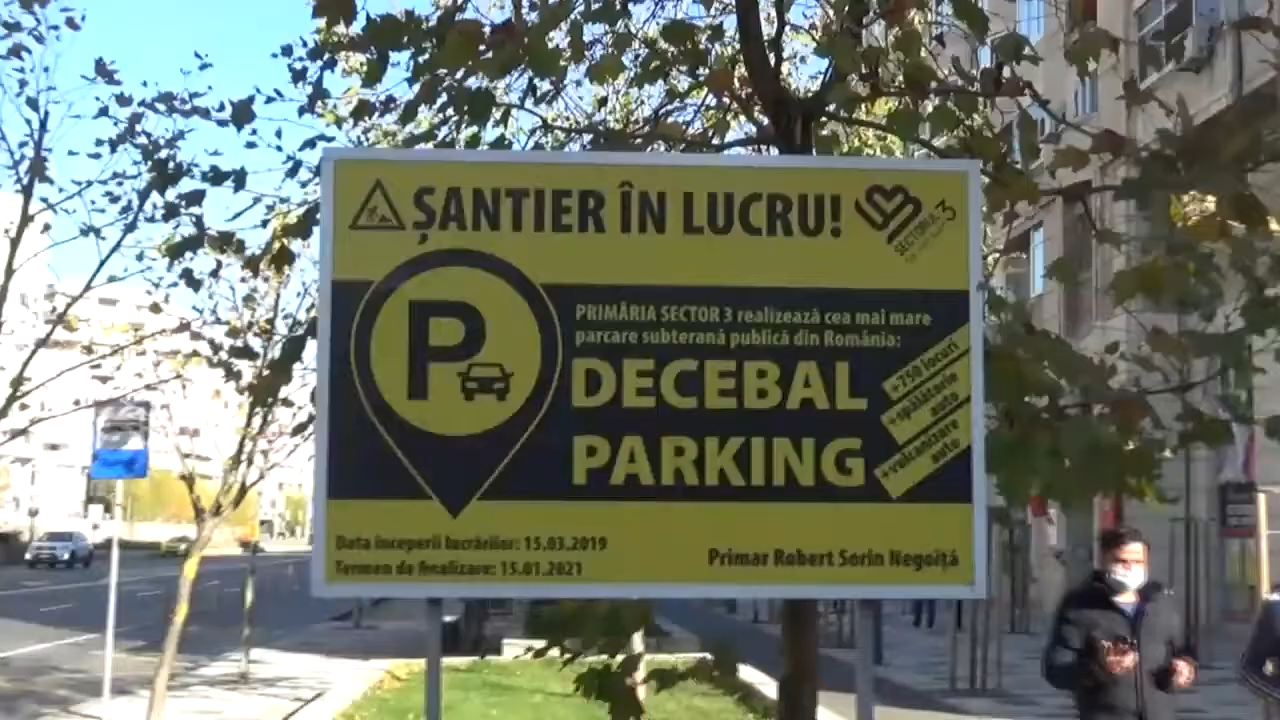 ȘANTIER ÎN LUCRU!
SECTORUL 3
PRIMĂRIA SECTOR 3 realizează cea mai mare
parcare subterană publică din România:
P
DECEBAL
PARKING
+750 locuri
+spălătorie
auto
+vulcanizare
auto
Data începerii lucrărilor: 15.03.2019
Termen de finalizare: 15.01.2021
Primar Robert Sorin Negoiță